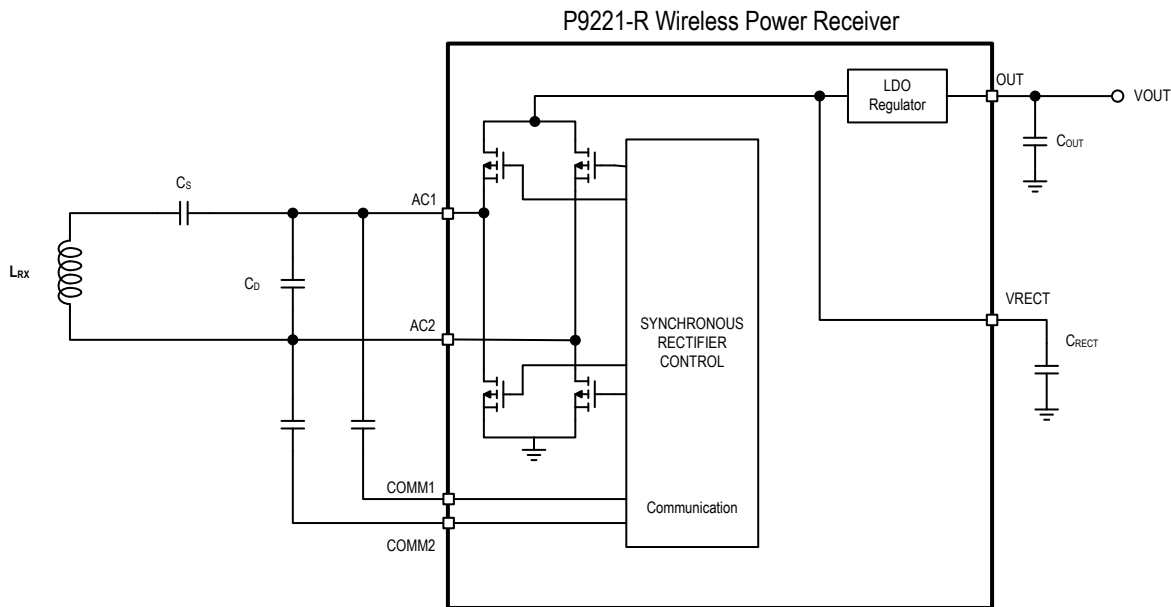 P9221-R Wireless Power Receiver
OUT
LDO
Regulator
VOUT
COUT
CS
AC1
LRX
CD
VRECT
AC2
SYNCHRONOUS
RECTIFIER
CONTROL
CRECT
COMM1
Communication
COMM2